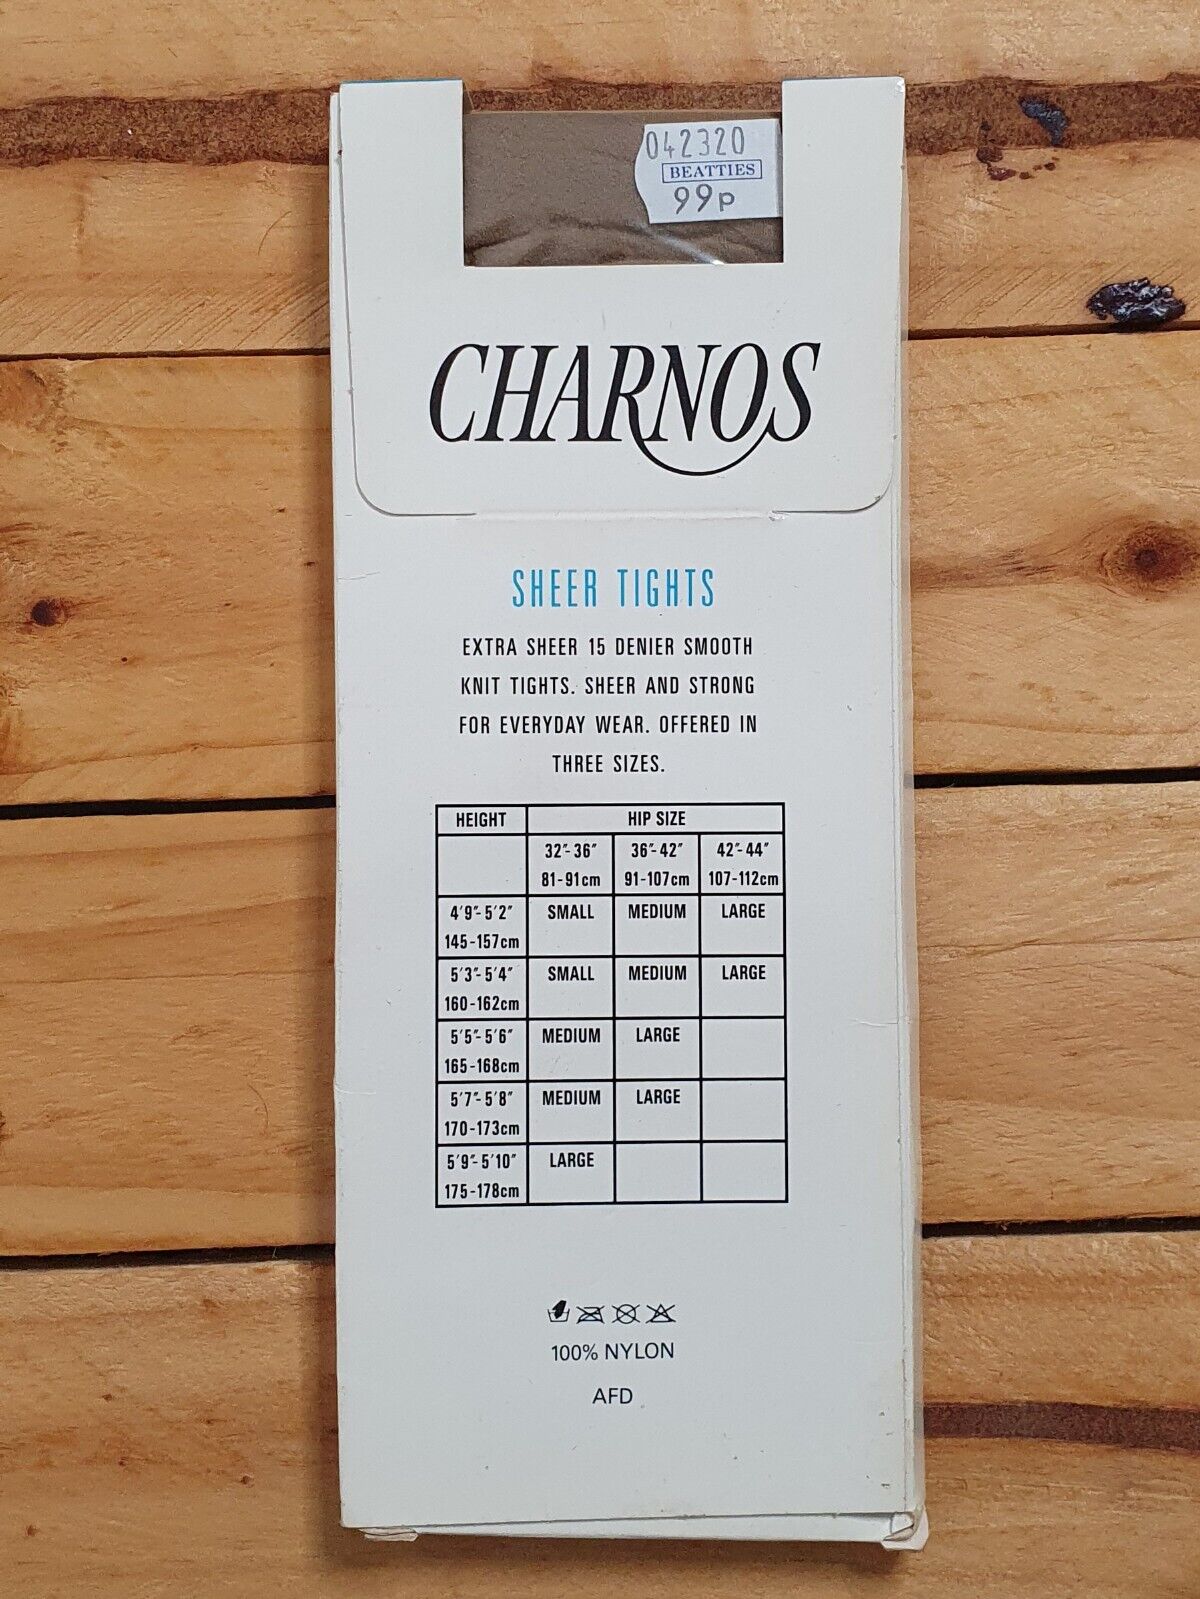 042320
BEATTIES
99P
CHARNOS
SHEER TIGHTS
EXTRA SHEER 15 DENIER SMOOTH
KNIT TIGHTS. SHEER AND STRONG
FOR EVERYDAY WEAR. OFFERED IN
THREE SIZES.
HEIGHT HIP SIZE
32"-36" 36"-42" 42"-44"
81-91cm 91-107cm 107-112cm
4'9"-5'2" SMALL MEDIUM LARGE
145-157cm
5'3"-5'4" SMALL MEDIUM LARGE
160-162cm
5'5"-5'6" MEDIUM LARGE
165-168cm
5'7"-5'8" MEDIUM LARGE
170-173cm
5'9"-5'10" LARGE
175-178cm
100% NYLON
AFD